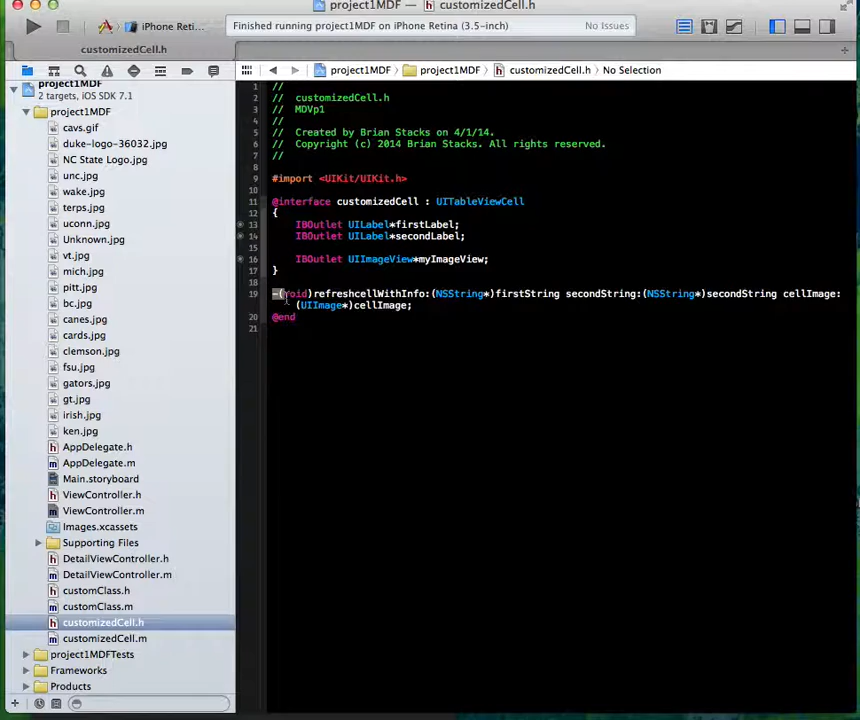 project1MDF — customizedCell.h
iPhone Reti...
Finished running project1MDF on iPhone Retina (3.5-inch)
No Issues
customizedCell.h
project1MDF
project1MDF
customizedCell.h
No Selection
project1MDF
2 targets, iOS SDK 7.1
project1MDF
cavs.gif
duke-logo-36032.jpg
NC State Logo.jpg
unc.jpg
wake.jpg
terps.jpg
uconn.jpg
Unknown.jpg
vt.jpg
mich.jpg
pitt.jpg
bc.jpg
canes.jpg
cards.jpg
clemson.jpg
fsu.jpg
gators.jpg
gt.jpg
irish.jpg
ken.jpg
AppDelegate.h
AppDelegate.m
Main.storyboard
ViewController.h
ViewController.m
Images.xcassets
Supporting Files
DetailViewController.h
DetailViewController.m
customClass.h
customClass.m
customizedCell.h
customizedCell.m
project1MDFTests
Frameworks
Products
1 //
2 // customizedCell.h
3 // MDVp1
4 //
5 // Created by Brian Stacks on 4/1/14.
6 // Copyright (c) 2014 Brian Stacks. All rights reserved.
7 //
8
9 #import <UIKit/UIKit.h>
10
11 @interface customizedCell : UITableViewCell
12 {
13 IBOutlet UILabel*firstLabel;
14 IBOutlet UILabel*secondLabel;
15
16 IBOutlet UIImageView*myImageView;
17 }
18
19 -(void)refreshcellWithInfo:(NSString*)firstString secondString:(NSString*)secondString cellImage:
(UIImage*)cellImage;
20 @end
21